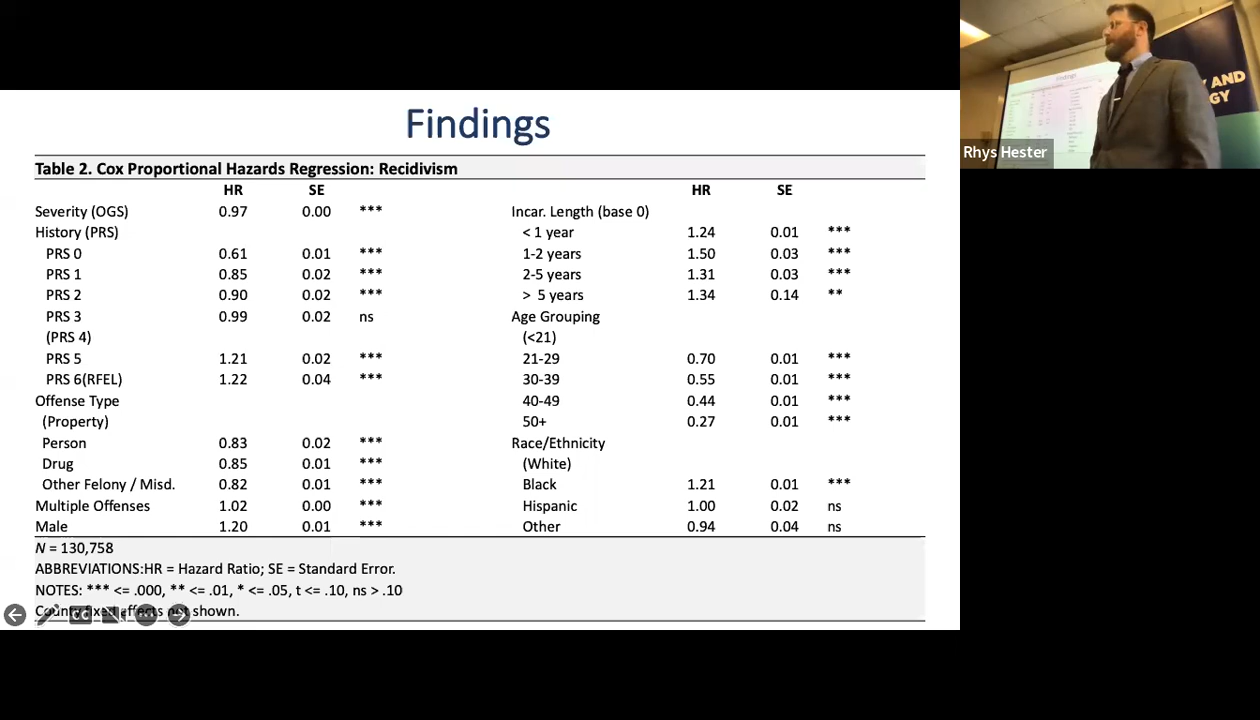 Findings
Table 2. Cox Proportional Hazards Regression: Recidivism
HR SE HR SE
Severity (OGS) 0.97 0.00 *** Incar. Length (base 0)
History (PRS) < 1 year 1.24 0.01 ***
PRS 0 0.61 0.01 *** 1-2 years 1.50 0.03 ***
PRS 1 0.85 0.02 *** 2-5 years 1.31 0.03 ***
PRS 2 0.90 0.02 *** > 5 years 1.34 0.14 **
PRS 3 0.99 0.02 ns Age Grouping
(PRS 4) (<21)
PRS 5 1.21 0.02 *** 21-29 0.70 0.01 ***
PRS 6(RFEL) 1.22 0.04 *** 30-39 0.55 0.01 ***
Offense Type 40-49 0.44 0.01 ***
(Property) 50+ 0.27 0.01 ***
Person 0.83 0.02 *** Race/Ethnicity
Drug 0.85 0.01 *** (White)
Other Felony / Misd. 0.82 0.01 *** Black 1.21 0.01 ***
Multiple Offenses 1.02 0.00 *** Hispanic 1.00 0.02 ns
Male 1.20 0.01 *** Other 0.94 0.04 ns
N = 130,758
ABBREVIATIONS:HR = Hazard Ratio; SE = Standard Error.
NOTES: *** <= .000, ** <= .01, * <= .05, t <= .10, ns > .10
County fixed effects not shown.
CC
Findings
AND
GY
Rhys Hester